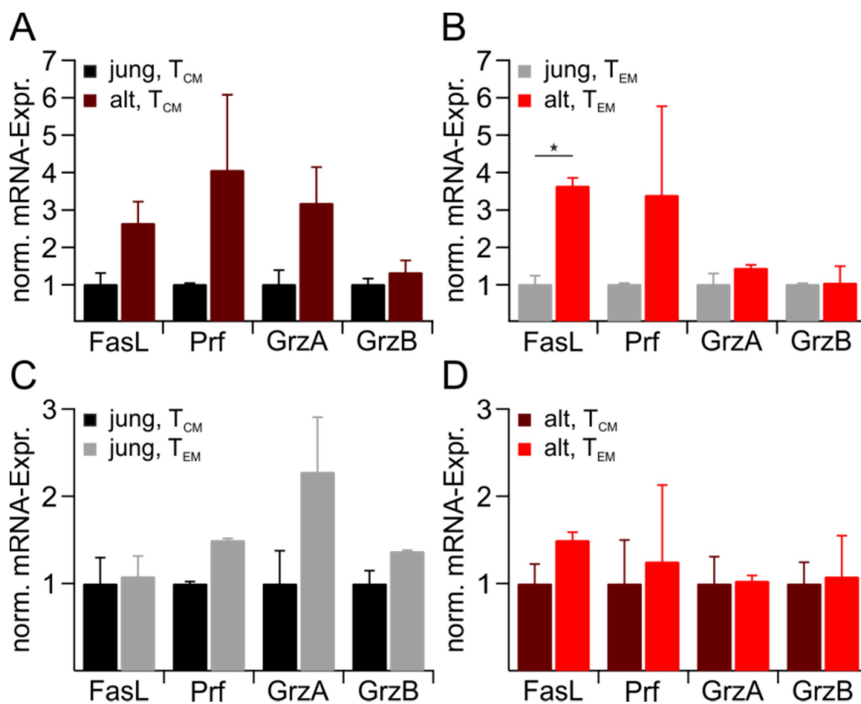 A
norm. mRNA-Expr.
7
6
5
4
3
2
1
jung, TCM
alt, TCM
FasL Prf GrzA GrzB
B
norm. mRNA-Expr.
7
6
5
4
3
2
1
jung, TEM
alt, TEM
★
FasL Prf GrzA GrzB
C
norm. mRNA-Expr.
3
2
1
jung, TCM
jung, TEM
FasL Prf GrzA GrzB
D
norm. mRNA-Expr.
3
2
1
alt, TCM
alt, TEM
FasL Prf GrzA GrzB